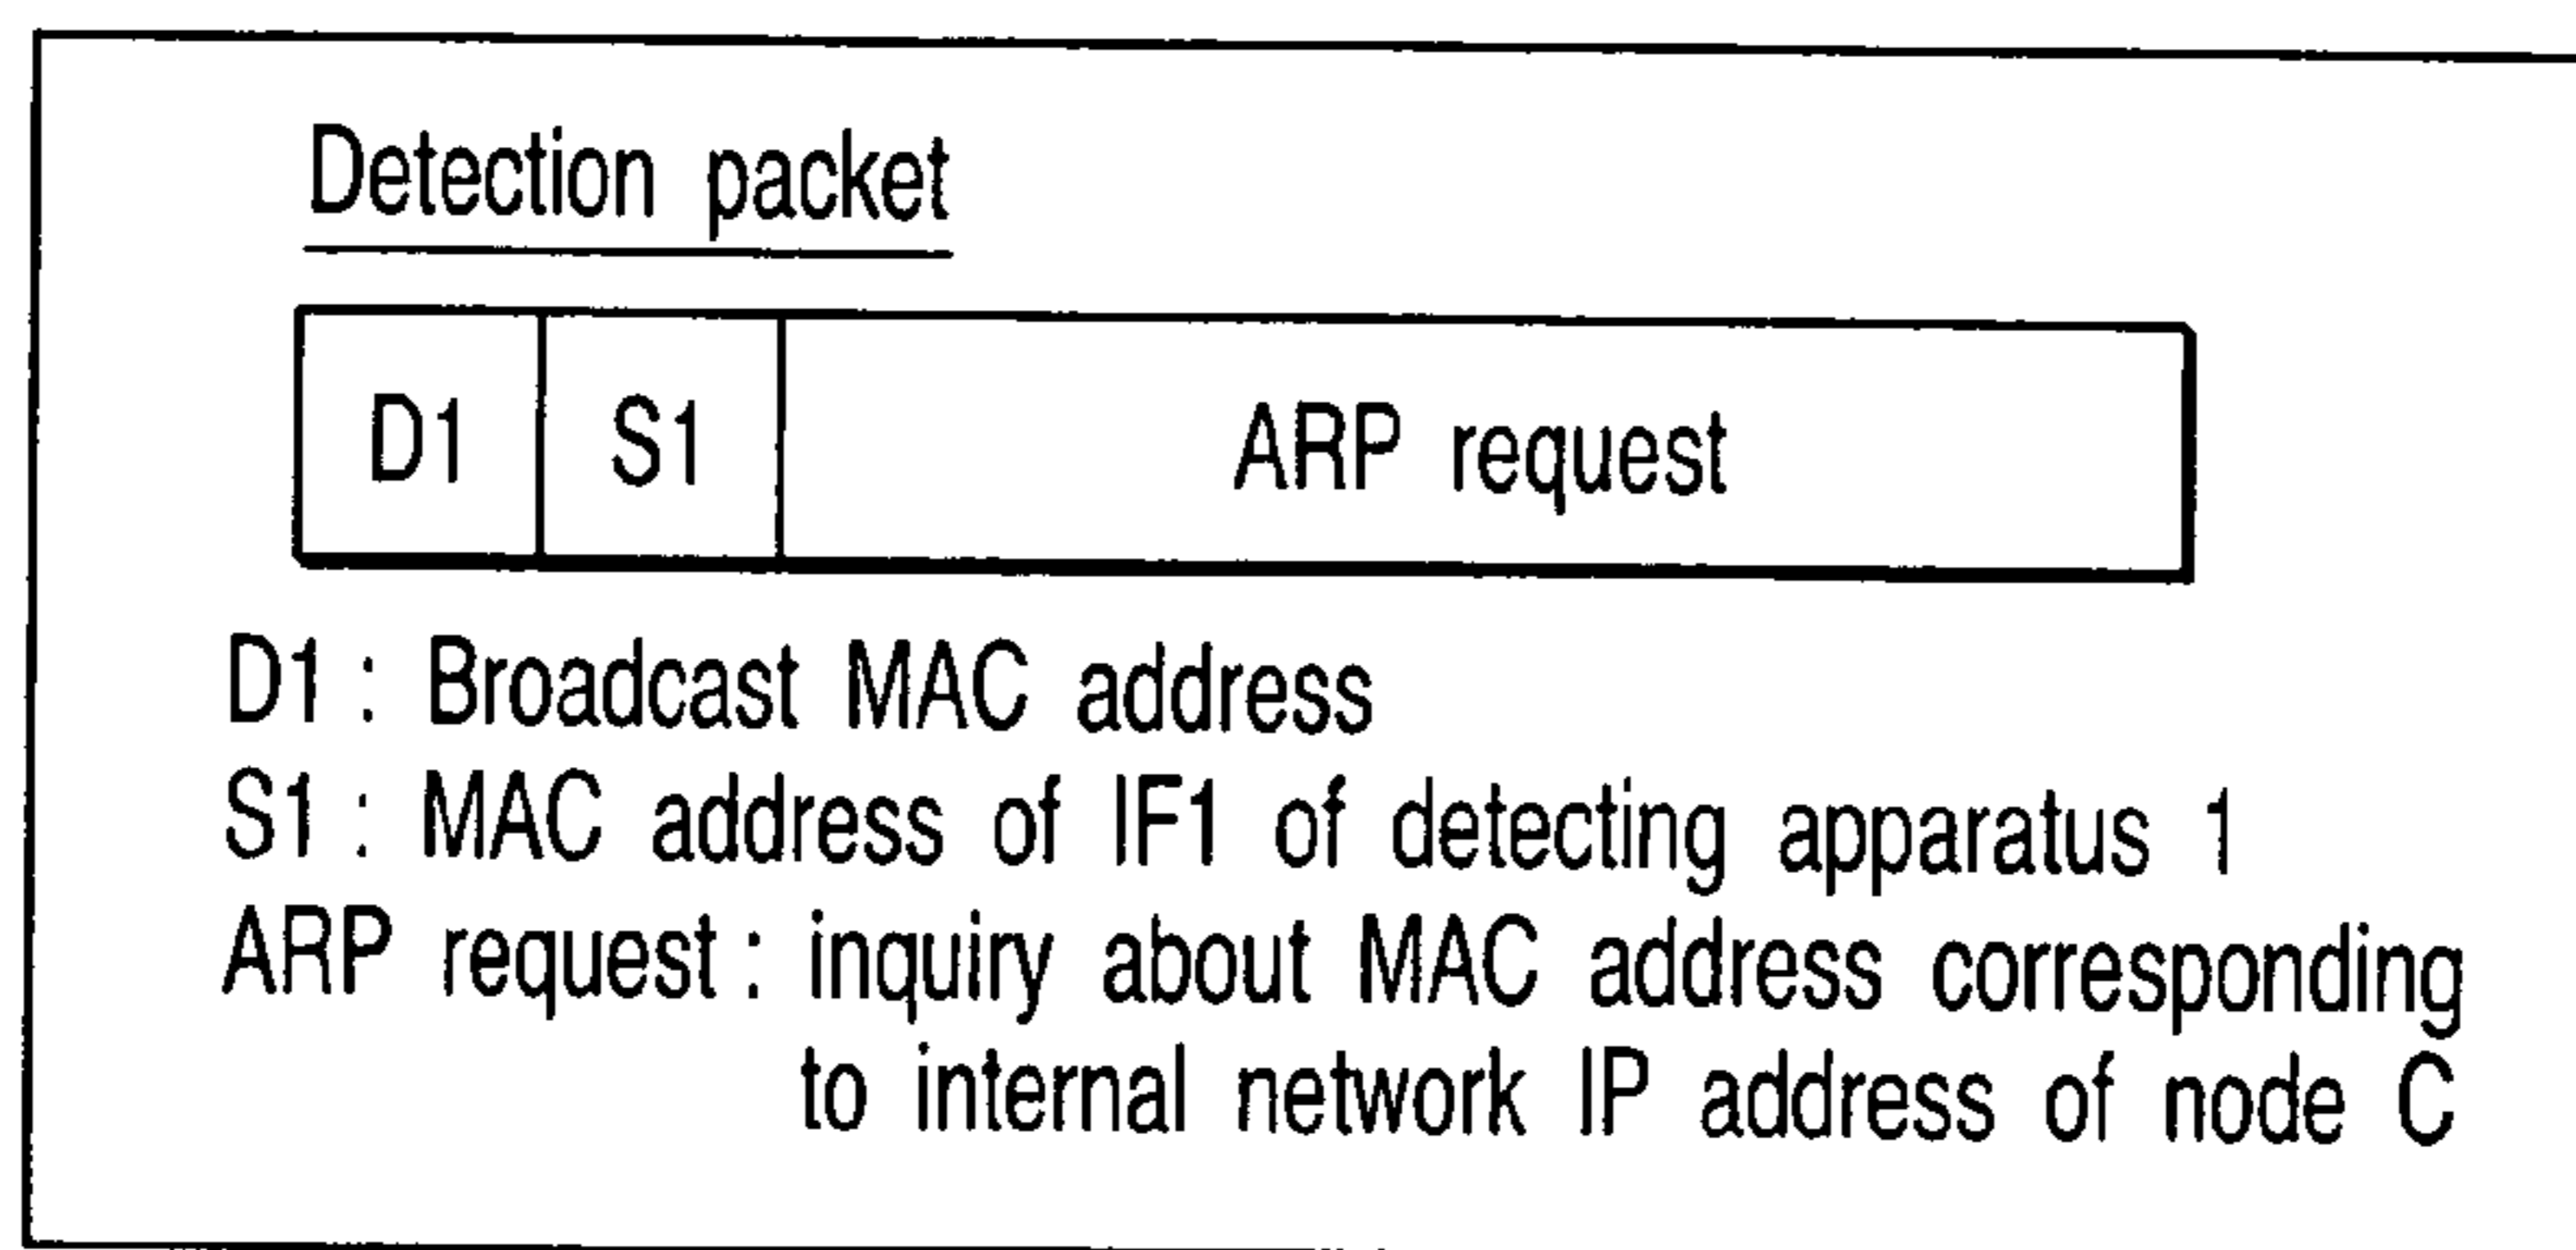 Detection packet
D1 S1 ARP request
D1 : Broadcast MAC address
S1 : MAC address of IF1 of detecting apparatus 1
ARP request : inquiry about MAC address corresponding
to internal network IP address of node C